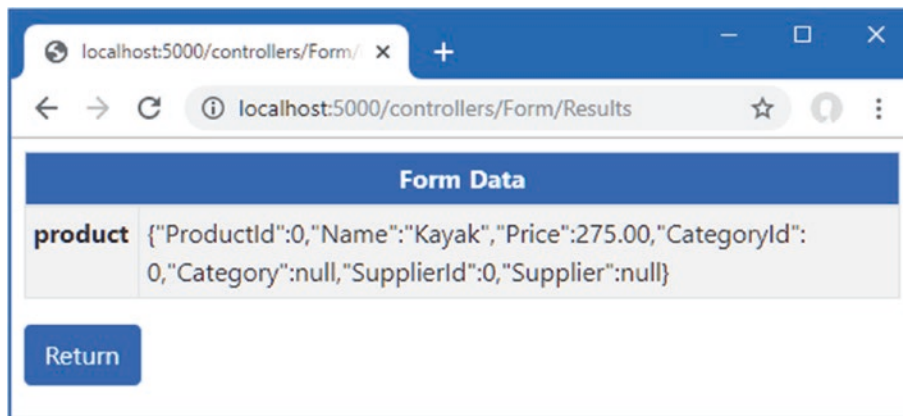 localhost:5000/controllers/Form/
localhost:5000/controllers/Form/Results
Form Data
product {"ProductId":0,"Name":"Kayak","Price":275.00,"CategoryId":
0,"Category":null,"SupplierId":0,"Supplier":null}
Return